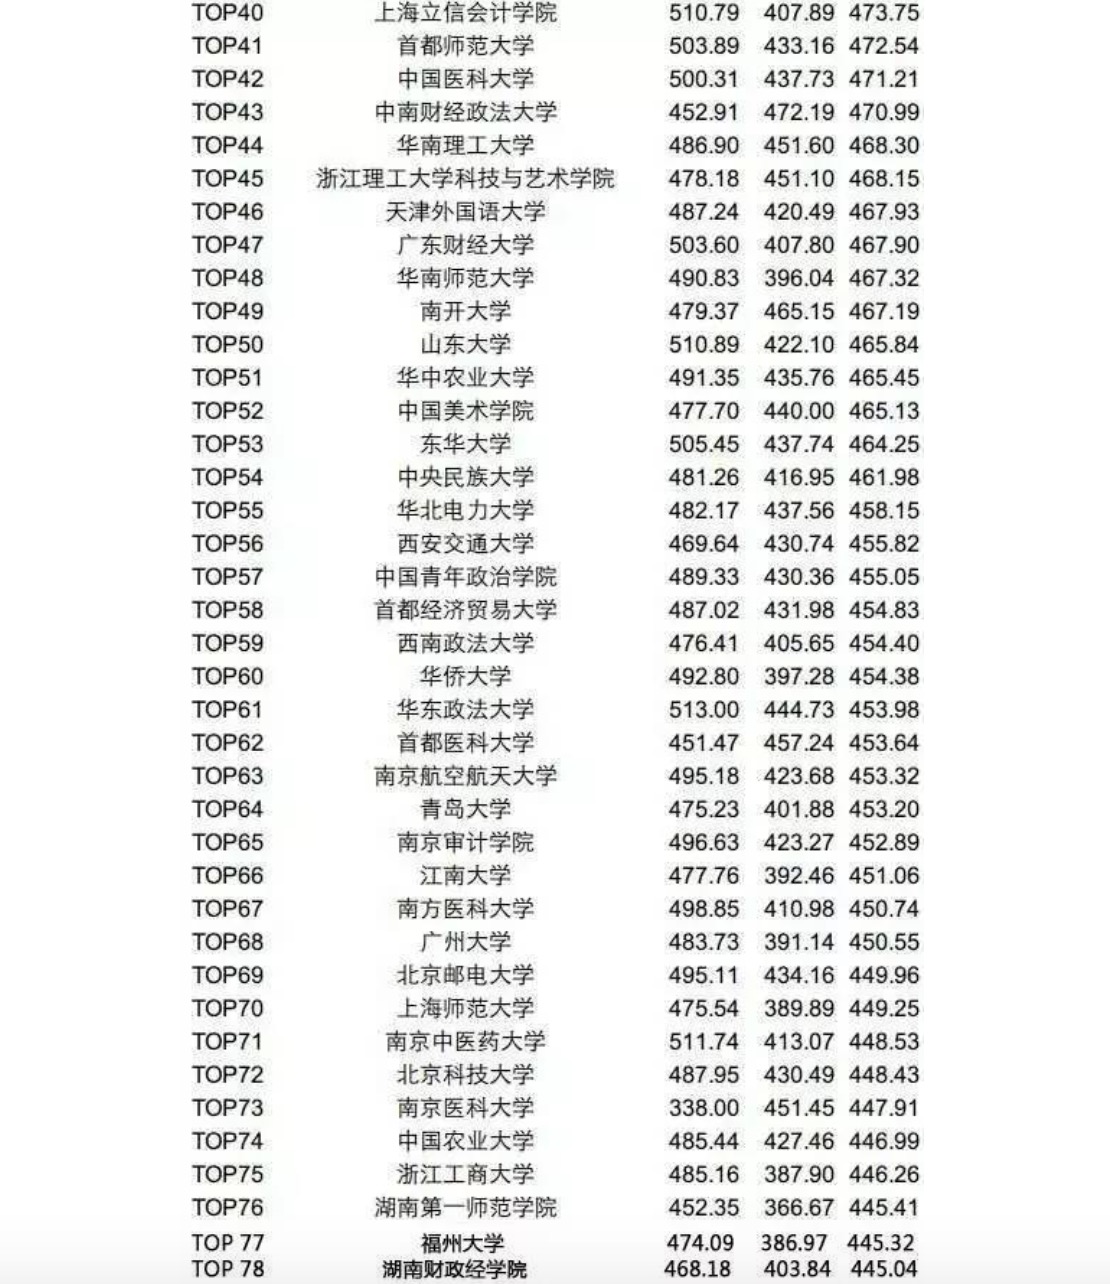 TOP40 上海立信会计学院 510.79 407.89 473.75
TOP41 首都师范大学 503.89 433.16 472.54
TOP42 中国医科大学 500.31 437.73 471.21
TOP43 中南财经政法大学 452.91 472.19 470.99
TOP44 华南理工大学 486.90 451.60 468.30
TOP45 浙江理工大学科技与艺术学院 478.18 451.10 468.15
TOP46 天津外国语大学 487.24 420.49 467.93
TOP47 广东财经大学 503.60 407.80 467.90
TOP48 华南师范大学 490.83 396.04 467.32
TOP49 南开大学 479.37 465.15 467.19
TOP50 山东大学 510.89 422.10 465.84
TOP51 华中农业大学 491.35 435.76 465.45
TOP52 中国美术学院 477.70 440.00 465.13
TOP53 东华大学 505.45 437.74 464.25
TOP54 中央民族大学 481.26 416.95 461.98
TOP55 华北电力大学 482.17 437.56 458.15
TOP56 西安交通大学 469.64 430.74 455.82
TOP57 中国青年政治学院 489.33 430.36 455.05
TOP58 首都经济贸易大学 487.02 431.98 454.83
TOP59 西南政法大学 476.41 405.65 454.40
TOP60 华侨大学 492.80 397.28 454.38
TOP61 华东政法大学 513.00 444.73 453.98
TOP62 首都医科大学 451.47 457.24 453.64
TOP63 南京航空航天大学 495.18 423.68 453.32
TOP64 青岛大学 475.23 401.88 453.20
TOP65 南京审计学院 496.63 423.27 452.89
TOP66 江南大学 477.76 392.46 451.06
TOP67 南方医科大学 498.85 410.98 450.74
TOP68 广州大学 483.73 391.14 450.55
TOP69 北京邮电大学 495.11 434.16 449.96
TOP70 上海师范大学 475.54 389.89 449.25
TOP71 南京中医药大学 511.74 413.07 448.53
TOP72 北京科技大学 487.95 430.49 448.43
TOP73 南京医科大学 338.00 451.45 447.91
TOP74 中国农业大学 485.44 427.46 446.99
TOP75 浙江工商大学 485.16 387.90 446.26
TOP76 湖南第一师范学院 452.35 366.67 445.41
TOP 77 福州大学 474.09 386.97 445.32
TOP 78 湖南财政经学院 468.18 403.84 445.04